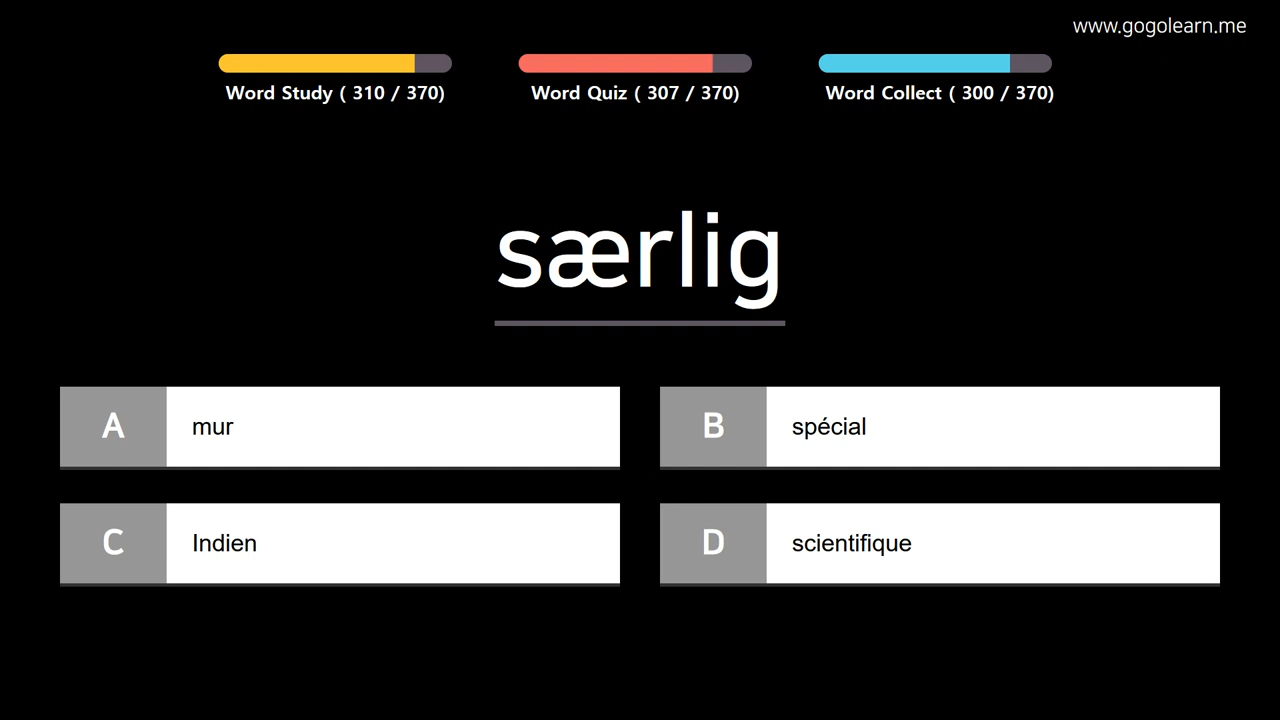 www.gogolearn.me
Word Study ( 310 / 370)
Word Quiz ( 307 / 370)
Word Collect ( 300 / 370)
særlig
A mur
B spécial
C Indien
D scientifique